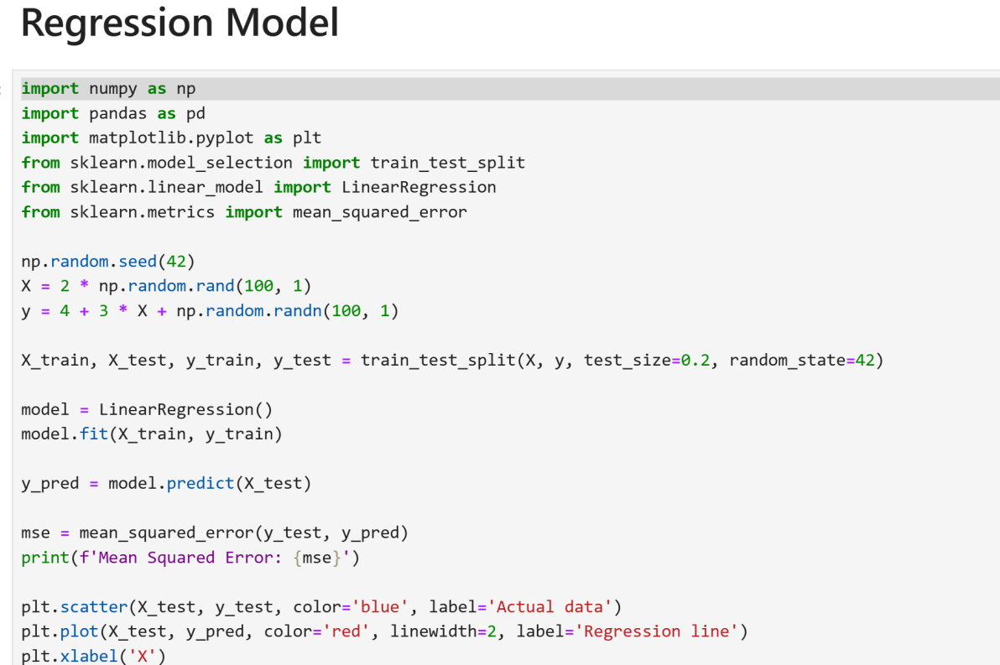 Regression Model
import numpy as np
import pandas as pd
import matplotlib.pyplot as plt
from sklearn.model_selection import train_test_split
from sklearn.linear_model import LinearRegression
from sklearn.metrics import mean_squared_error
np.random.seed(42)
X = 2 * np.random.rand(100, 1)
y = 4 + 3 * X + np.random.randn(100, 1)
X_train, X_test, y_train, y_test = train_test_split(X, y, test_size=0.2, random_state=42)
model = LinearRegression()
model.fit(X_train, y_train)
y_pred = model.predict(X_test)
mse = mean_squared_error(y_test, y_pred)
print(f'Mean Squared Error: {mse}')
plt.scatter(X_test, y_test, color='blue', label='Actual data')
plt.plot(X_test, y_pred, color='red', linewidth=2, label='Regression line')
plt.xlabel('X')